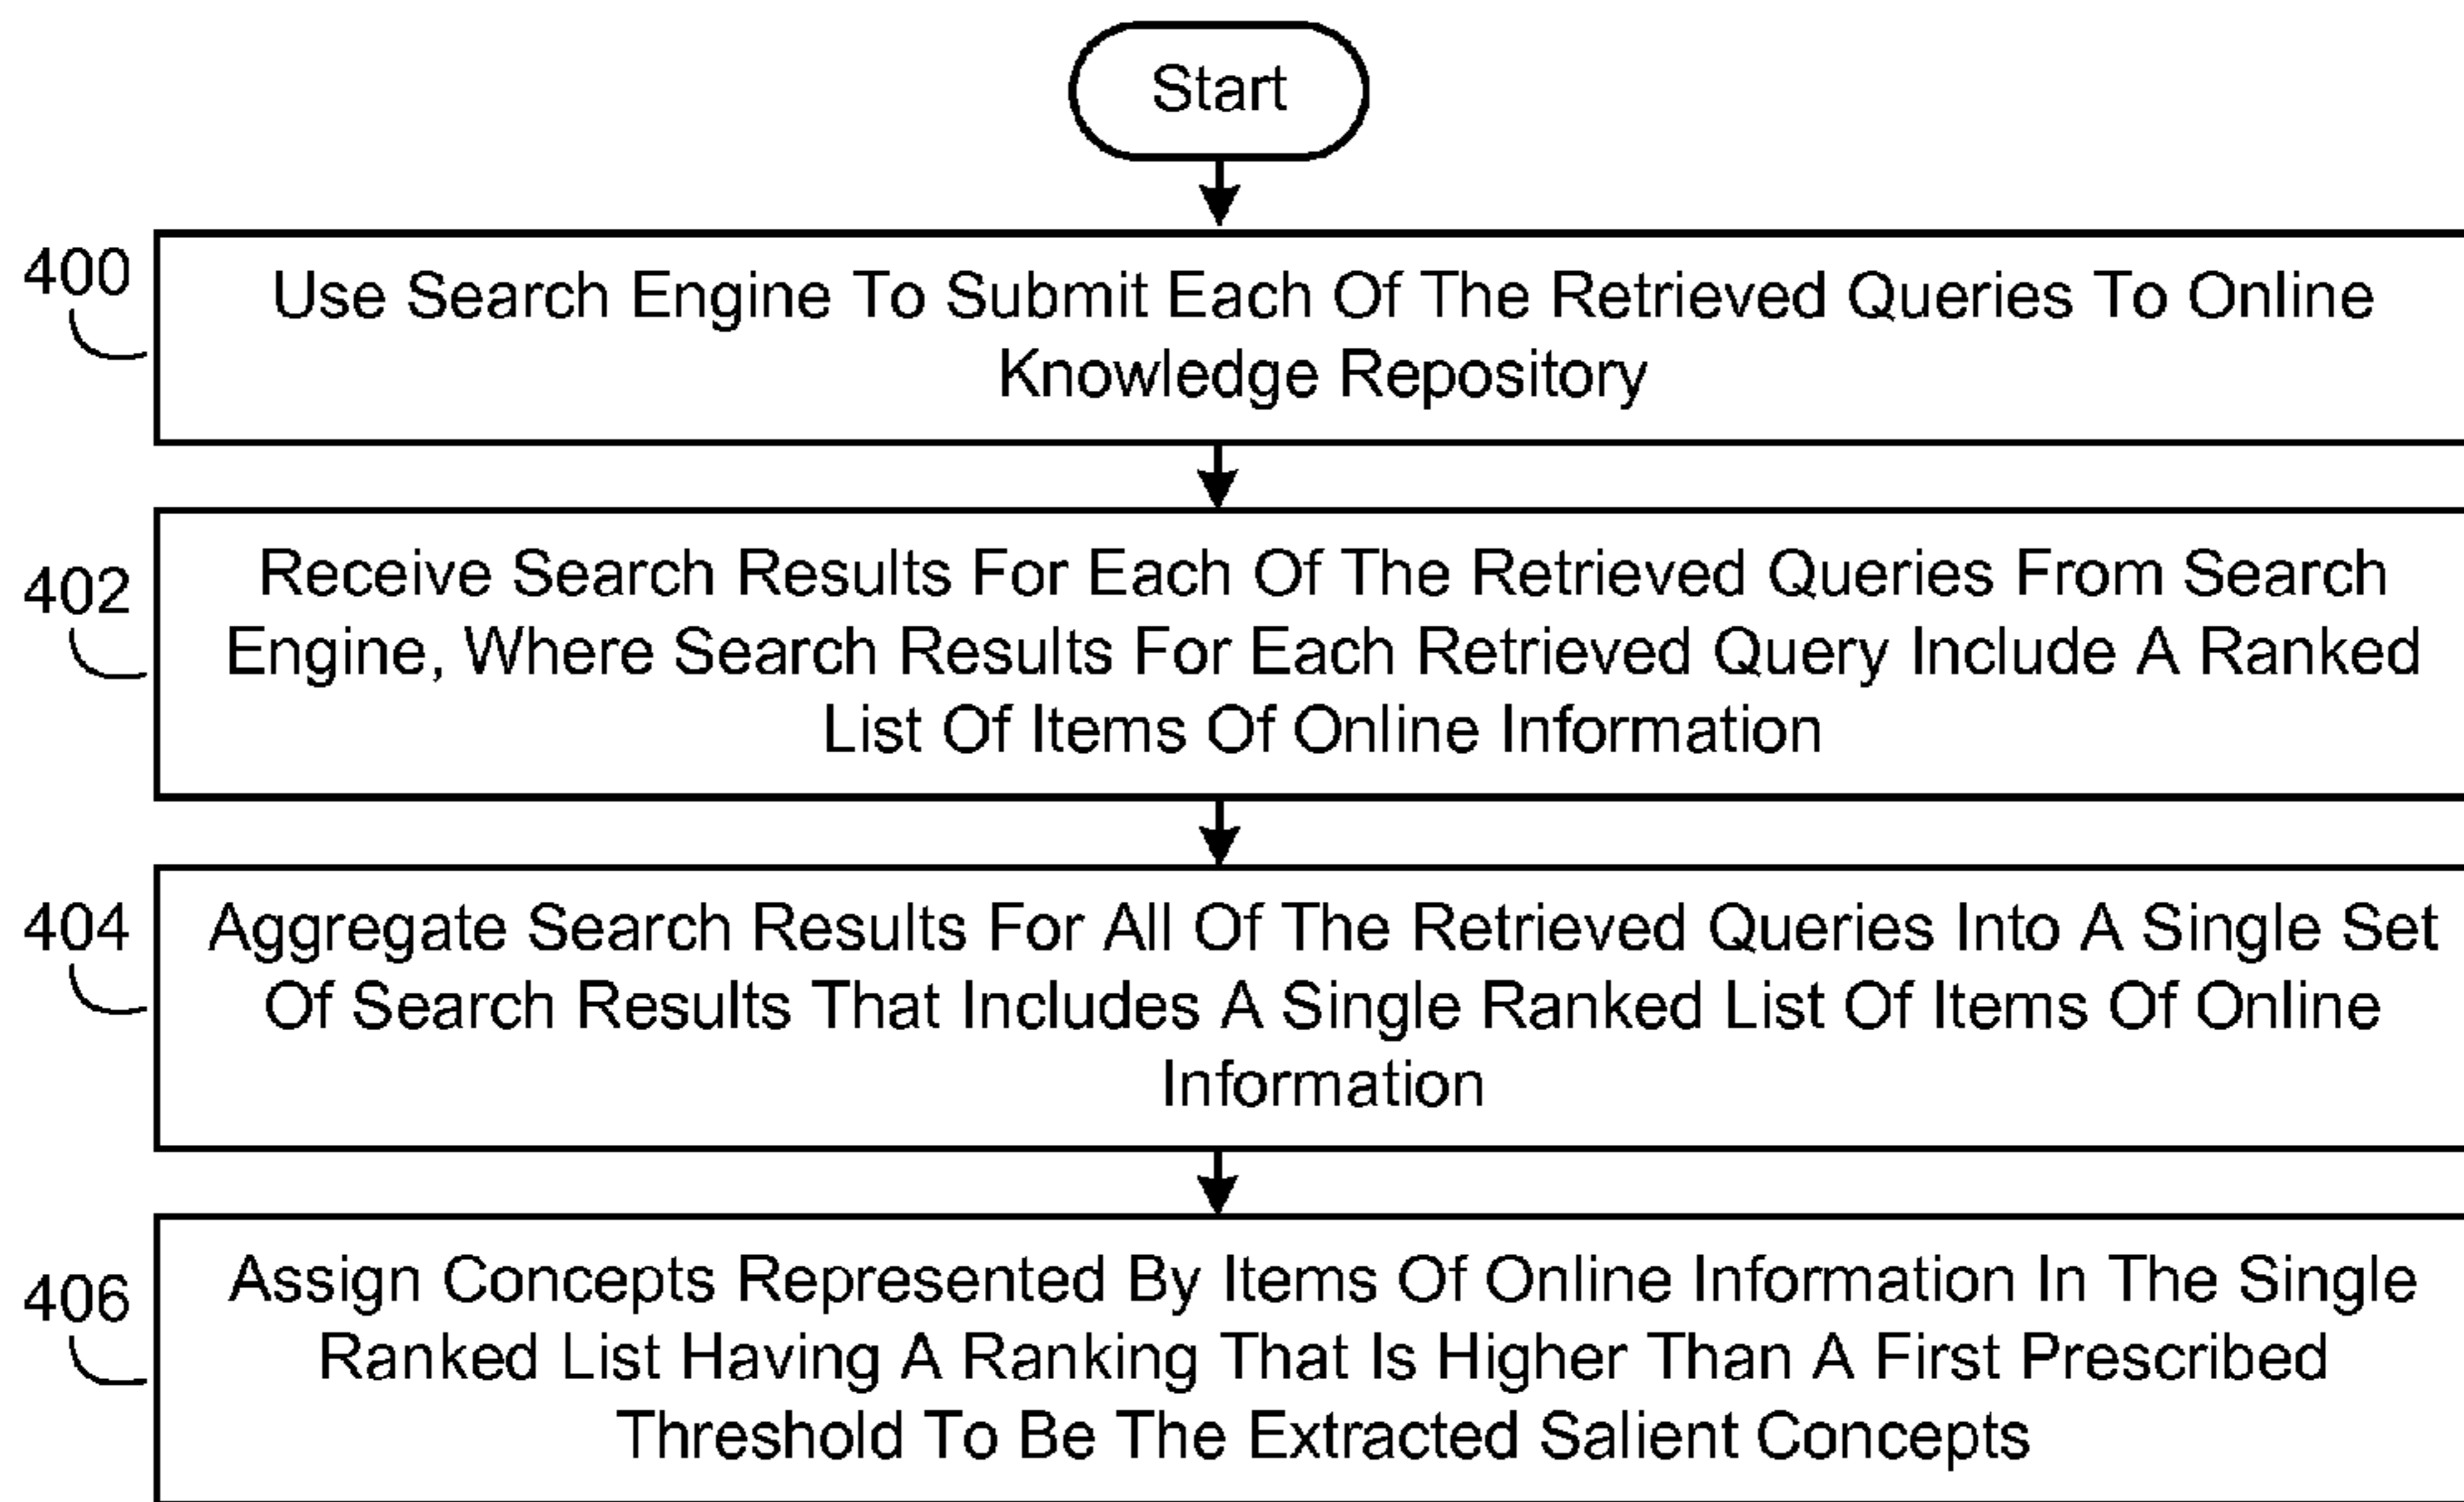 Start
400
Use Search Engine To Submit Each Of The Retrieved Queries To Online
Knowledge Repository
402
Receive Search Results For Each Of The Retrieved Queries From Search
Engine, Where Search Results For Each Retrieved Query Include A Ranked
List Of Items Of Online Information
404
Aggregate Search Results For All Of The Retrieved Queries Into A Single Set
Of Search Results That Includes A Single Ranked List Of Items Of Online
Information
406
Assign Concepts Represented By Items Of Online Information In The Single
Ranked List Having A Ranking That Is Higher Than A First Prescribed
Threshold To Be The Extracted Salient Concepts